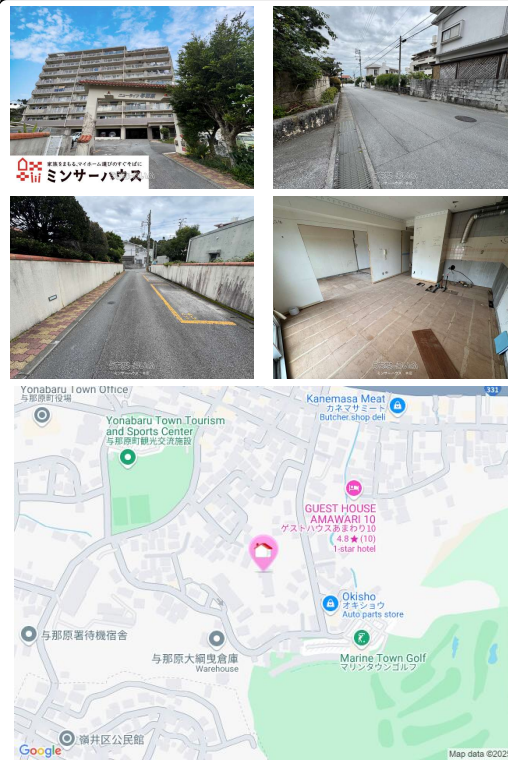 家族をまもる、マイホーム選びのすぐそばに
ミンサーハウス
Yonabaru Town Office
与那原町役場
Yonabaru Town Tourism
and Sports Center
与那原町観光交流施設
Kanemasa Meat
カネマサミート
Butcher shop deli
331
GUEST HOUSE
AMAWARI 10
ゲストハウスあまわり10
4.8★(10)
1-star hotel
Okisho
オキショウ
Auto parts store
与那原署待機宿舎
与那原大綱曳倉庫
Warehouse
Marine Town Golf
マリンタウンゴルフ
嶺井区公民館
Google
Map data ©2025